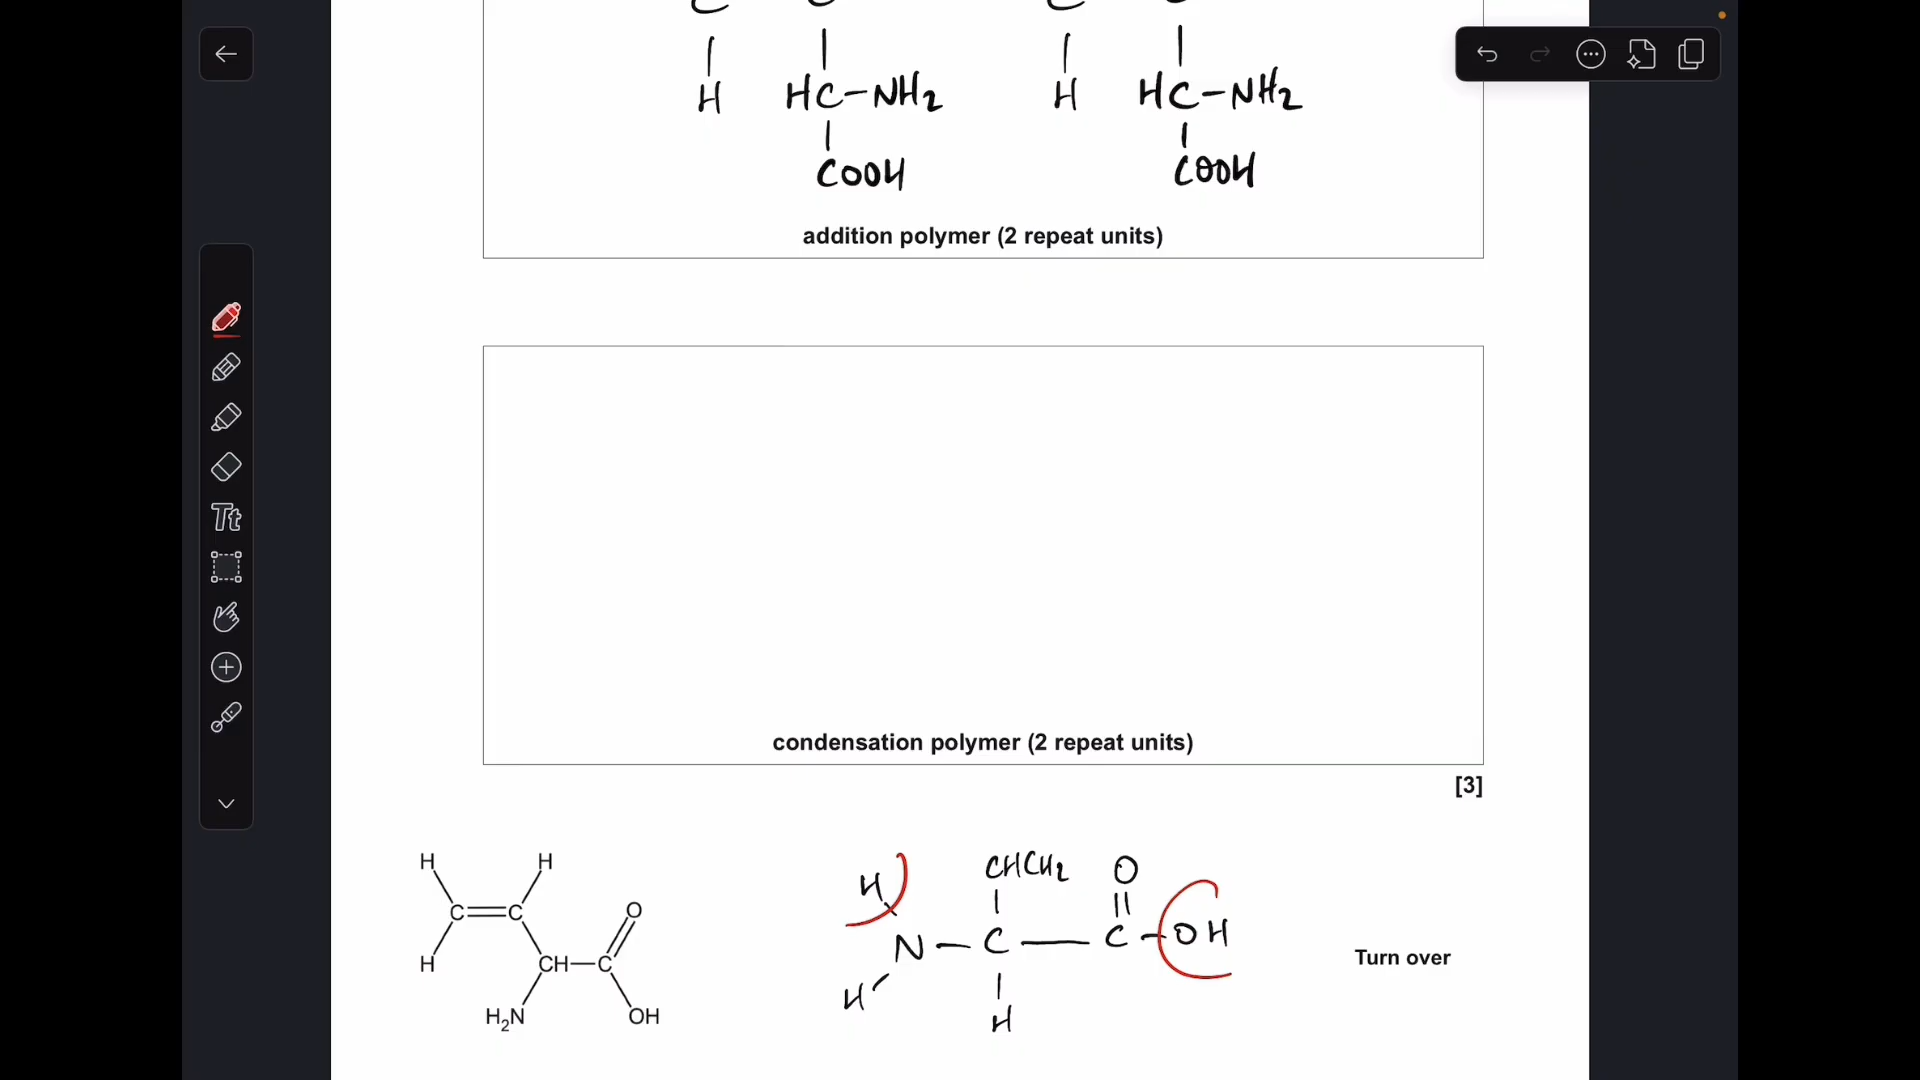 C C C C
H HC-NH2 H HC-NH2
COOH COOH
addition polymer (2 repeat units)
Tt
condensation polymer (2 repeat units)
[3]
H H CHCH2 O
H
C=C O
N-C-C-OH
H CH-C Turn over
H
H2N OH H